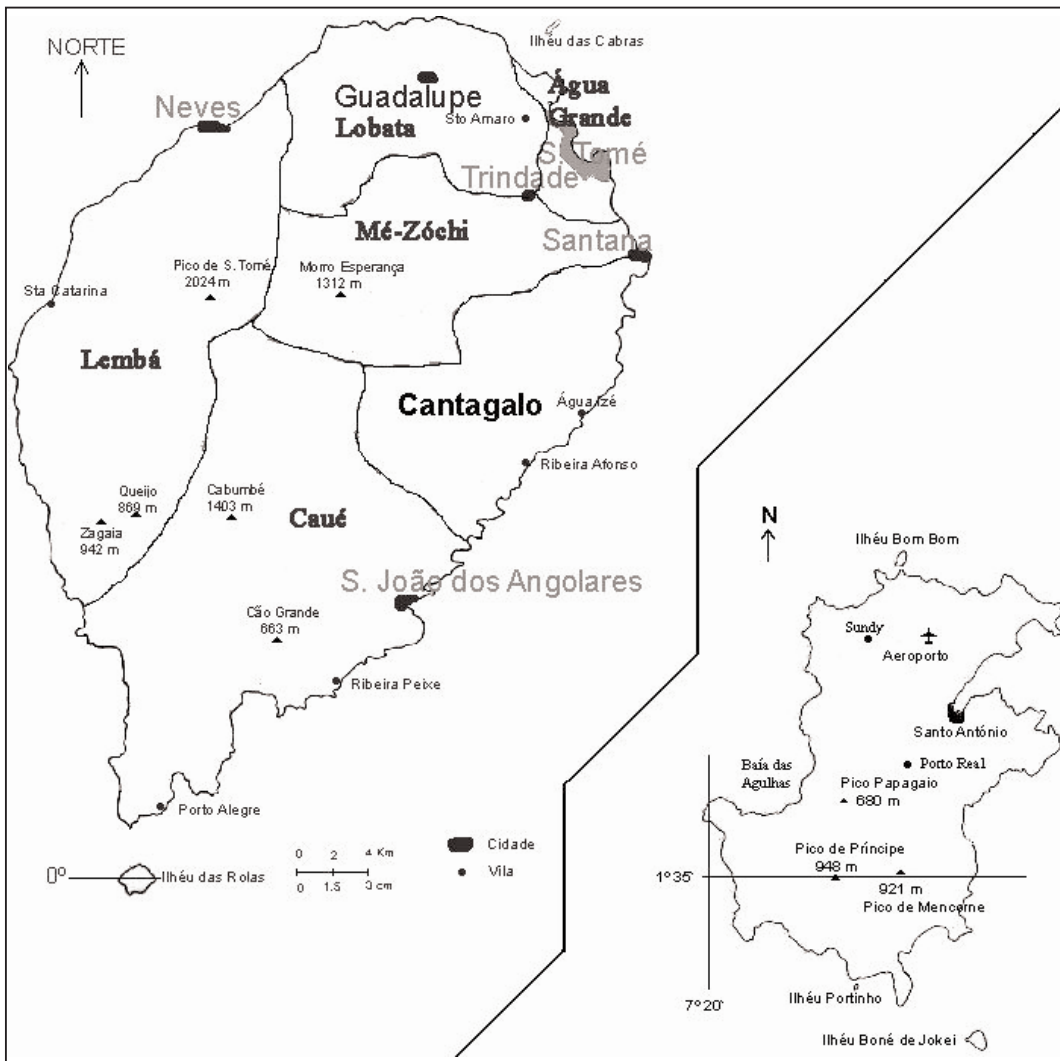 NORTE
Ilhéu das Cabras
Neves
Guadalupe
Lobata
Sto Amaro
Água
Grande
S. Tomé
Trindade
Mé-Zóchi
Santana
Pico de S. Tomé
2024 m
Morro Esperança
1312 m
Sta Catarina
Lembá
Cantagalo
Água Izé
Ribeira Afonso
Queijo
869 m
Zagaia
942 m
Cabumbé
1403 m
Caué
S. João dos Angolares
Cão Grande
663 m
Ribeira Peixe
Porto Alegre
0º
Ilhéu das Rolas
0 2 4 Km
0 1.5 3 cm
Cidade
Vila
N
Ilhéu Bom Bom
Sundy
Aeroporto
Santo António
Porto Real
Baía das
Agulhas
Pico Papagaio
680 m
Pico de Príncipe
948 m
1°35'
921 m
Pico de Mencorne
7°20'
Ilhéu Portinho
Ilhéu Boné de Jokei